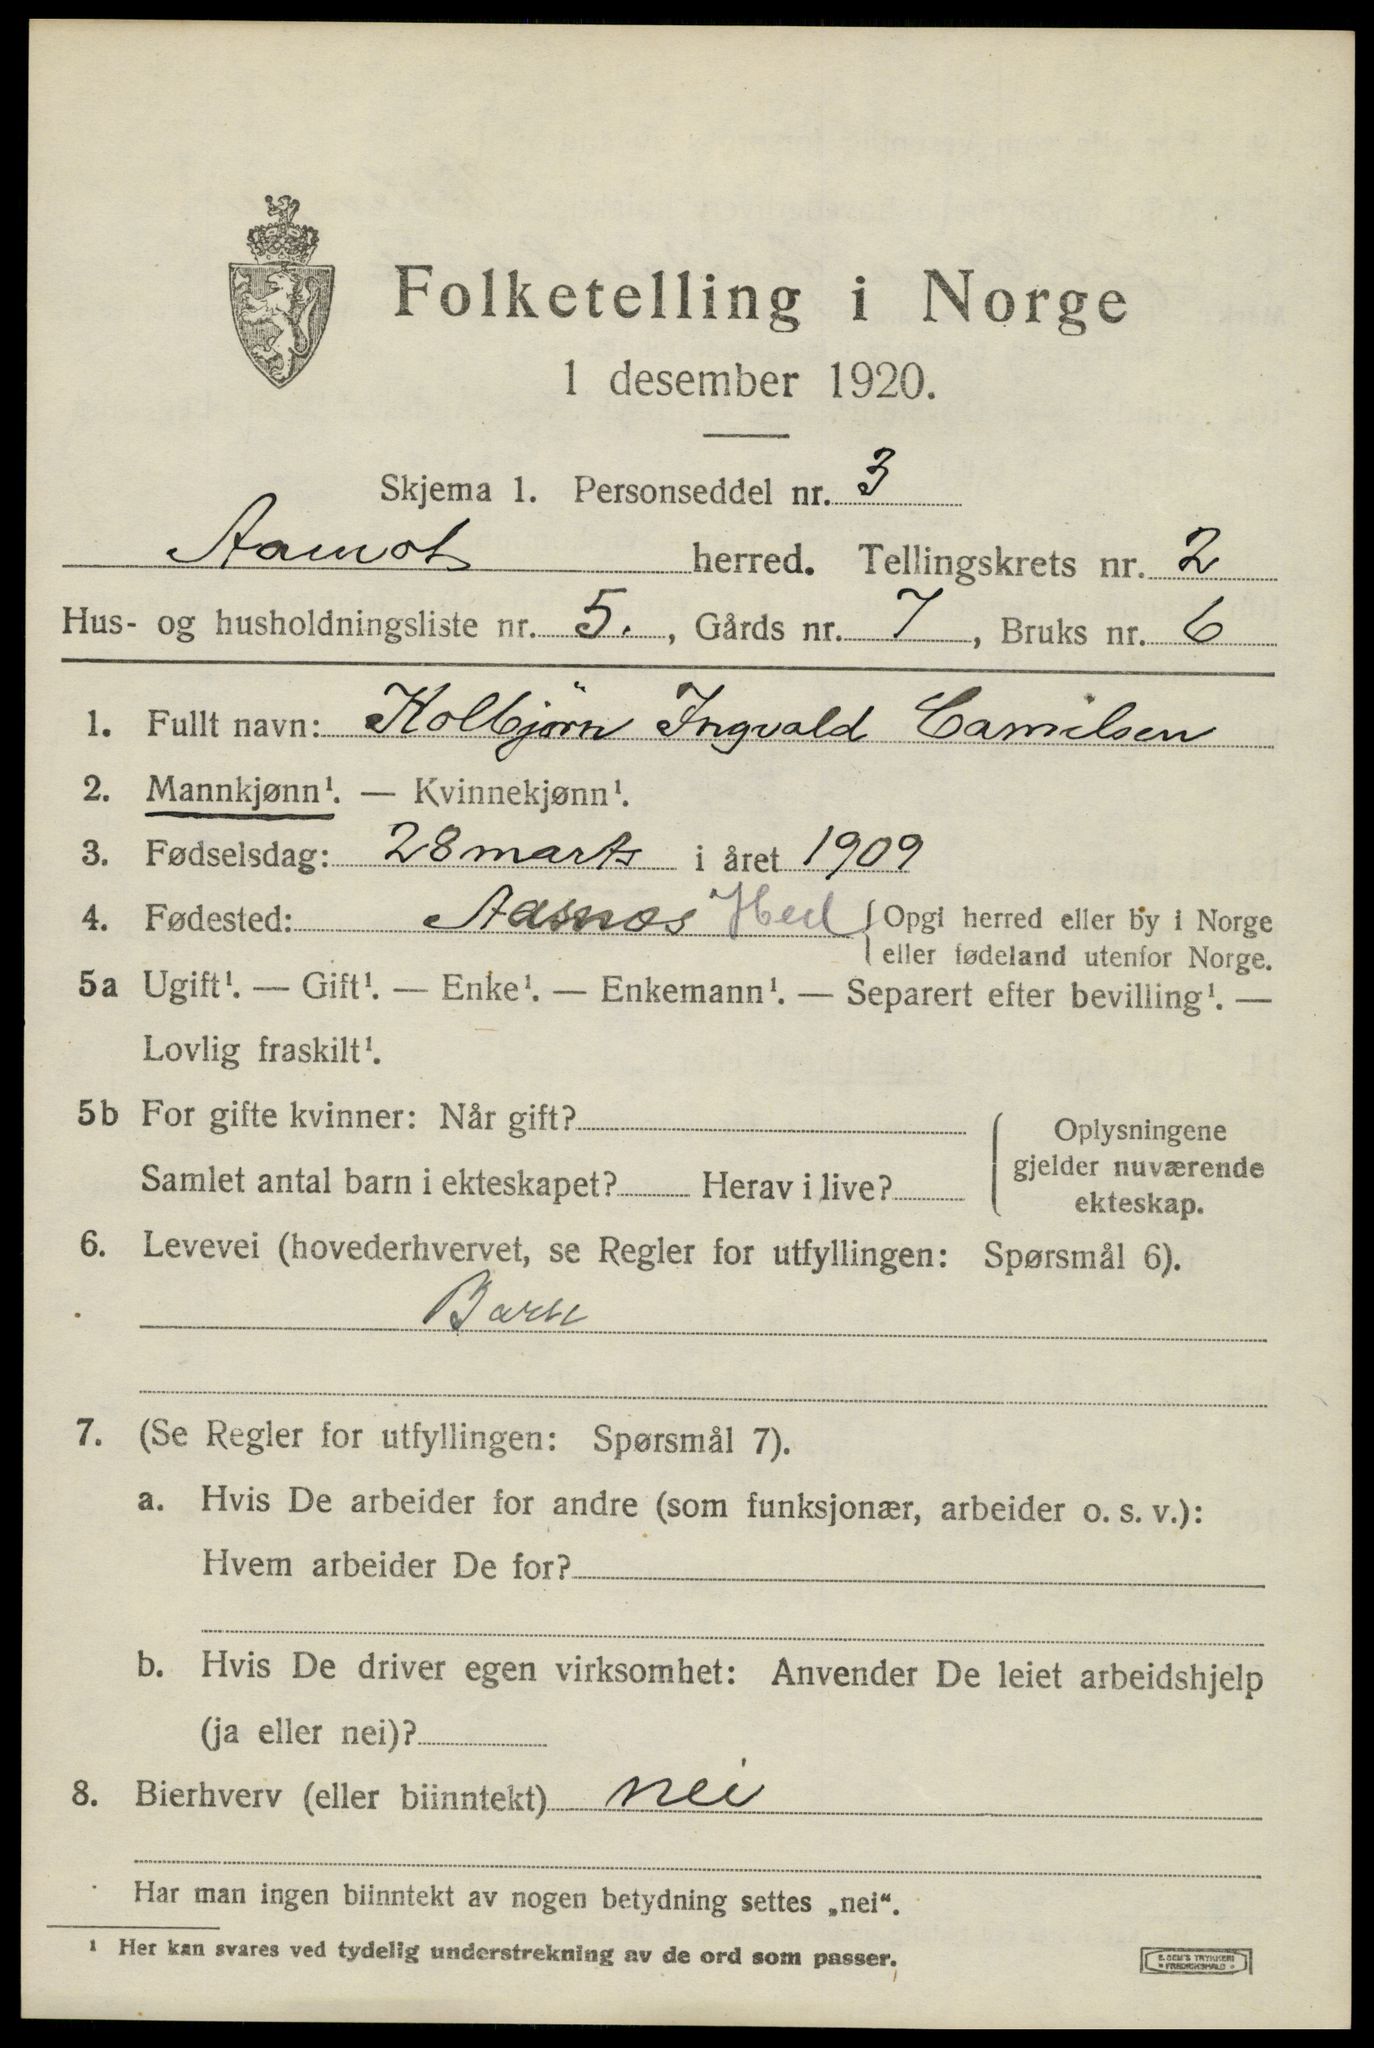 Folketelling i Norge
1 desember 1920.
Skjema 1. Personseddel nr. 3
Aamot herred. Tellingskrets nr. 2
Hus- og husholdningsliste nr. 5. , Gårds nr. 7 , Bruks nr. 6
1. Fullt navn: Kolbjörn Ingvald Camilsen
2. Mannkjønn¹. — Kvinnekjønn¹.
3. Fødselsdag: 28 marts i året 1909
4. Fødested: Aasnes Hed { Opgi herred eller by i Norge
eller fødeland utenfor Norge.
5a Ugift¹. — Gift¹. — Enke¹. — Enkemann¹. — Separert efter bevilling¹. —
Lovlig fraskilt¹.
5b For gifte kvinner: Når gift?
Samlet antal barn i ekteskapet? Herav i live?
Oplysningene
gjelder nuværende
ekteskap.
6. Levevei (hovederhvervet, se Regler for utfyllingen: Spørsmål 6).
Barn
7. (Se Regler for utfyllingen: Spørsmål 7).
a. Hvis De arbeider for andre (som funksjonær, arbeider o. s. v.):
Hvem arbeider De for?
b. Hvis De driver egen virksomhet: Anvender De leiet arbeidshjelp
(ja eller nei)?
8. Bierhverv (eller biinntekt) nei
Har man ingen biinntekt av nogen betydning settes „nei“.
¹ Her kan svares ved tydelig understrekning av de ord som passer.
E. SEM'S TRYKKERI
FREDRIKSHALD